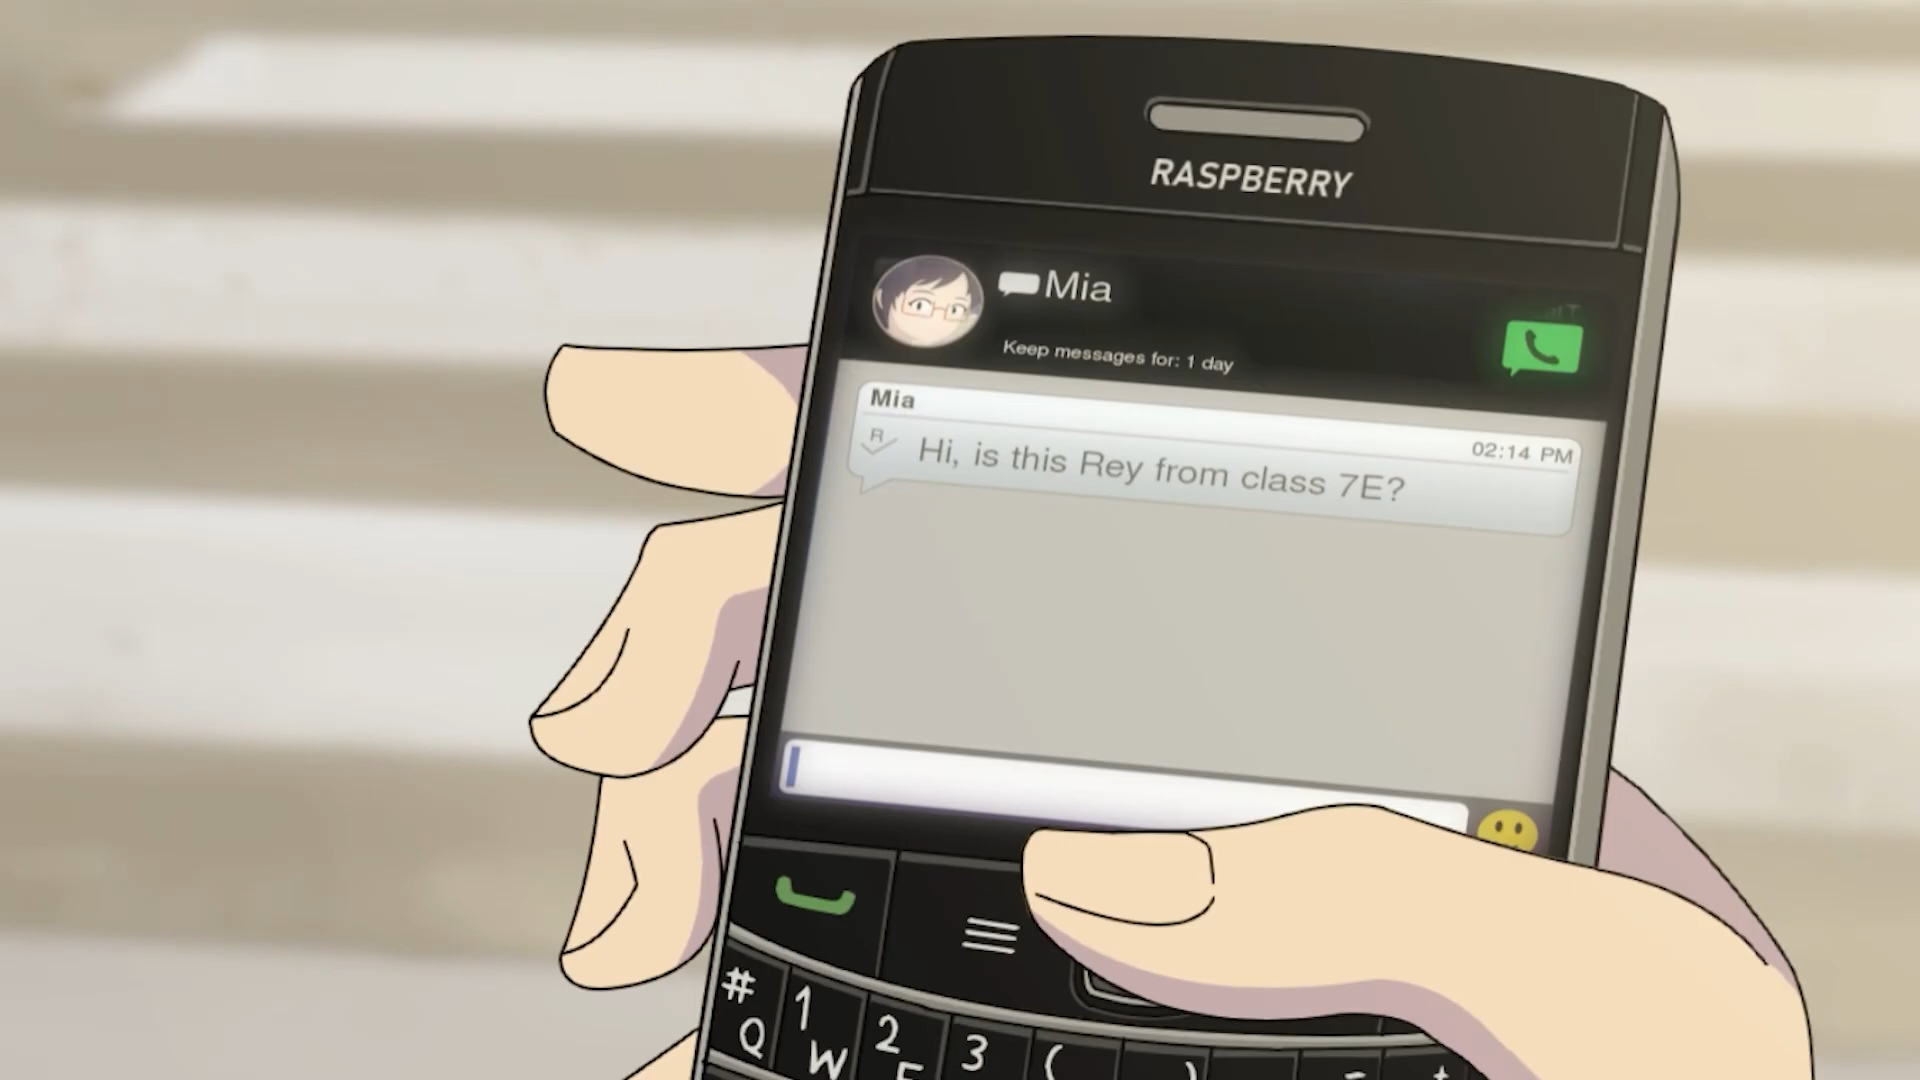 RASPBERRY
Mia
Keep messages for: 1 day
Mia
02:14 PM
R
Hi, is this Rey from class 7E?
# 1 2 3 ( )
Q W